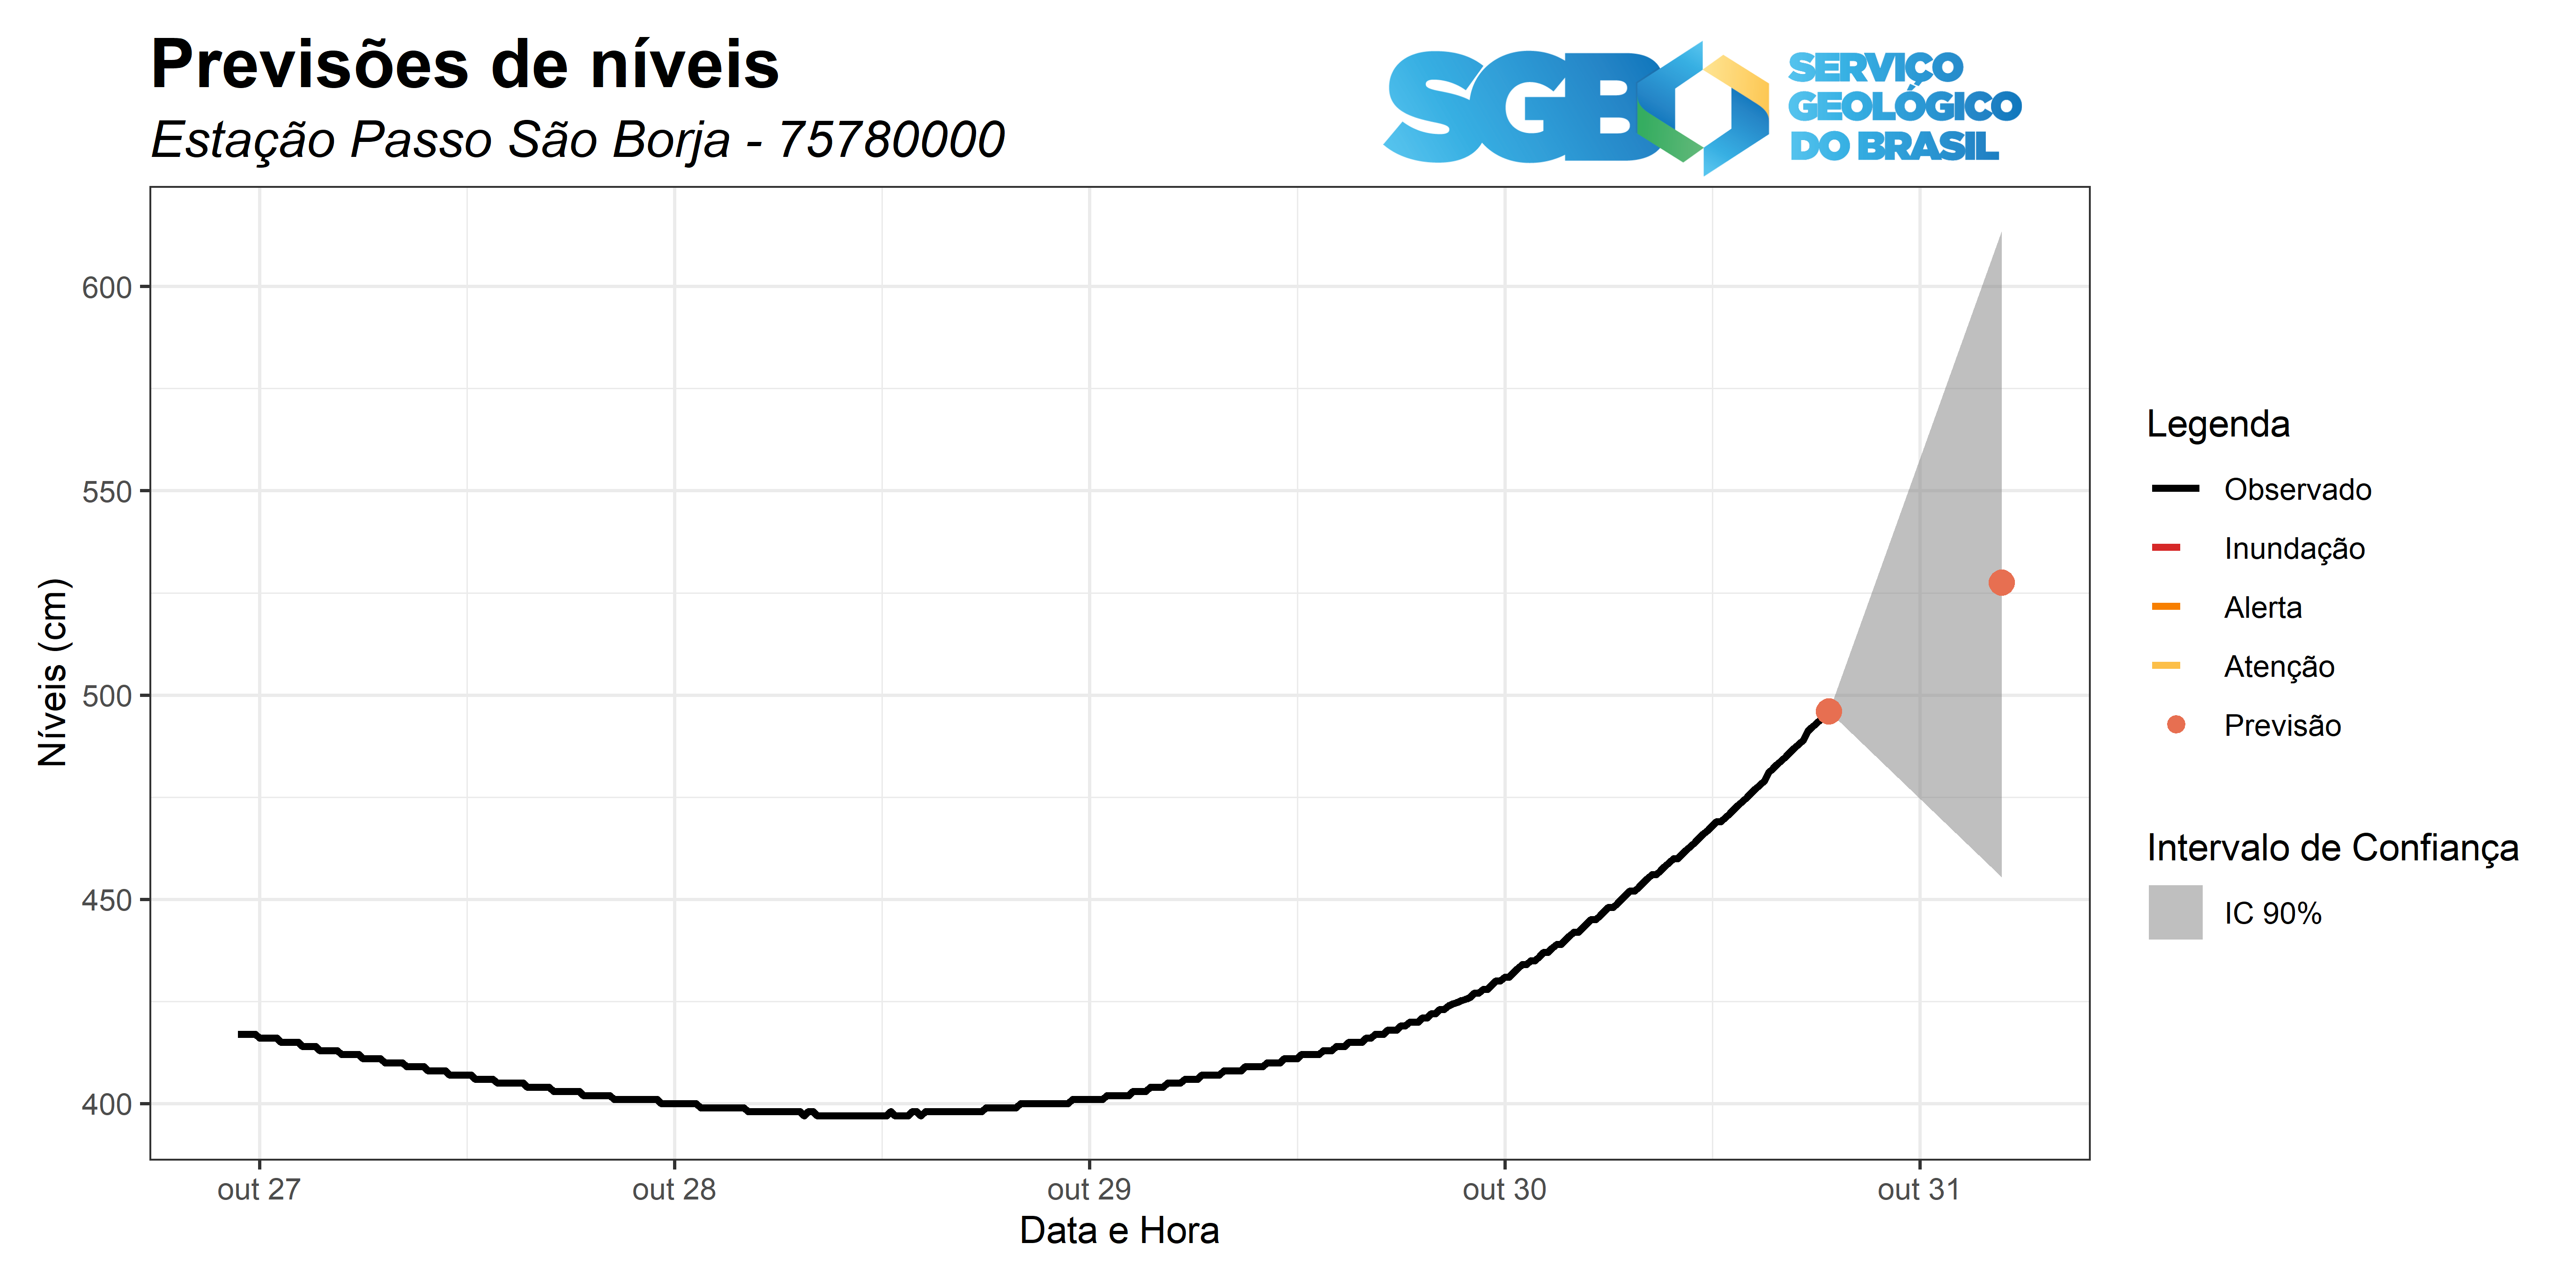 Previsões de níveis
Estação Passo São Borja - 75780000
SGB
SERVIÇO
GEOLÓGICO
DO BRASIL
600
550
500
450
400
Níveis (cm)
out 27
out 28
out 29
out 30
out 31
Data e Hora
Legenda
Observado
Inundação
Alerta
Atenção
Previsão
Intervalo de Confiança
IC 90%